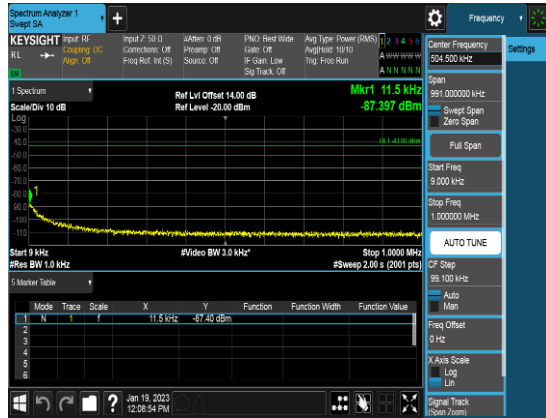 Spectrum Analyzer 1
Swept SA
Frequency
KEYSIGHT
RL
Input: RF
Coupling: DC
Align: Off
Input Z: 50 Ω
Corrections: Off
Freq Ref: Int (S)
#Atten: 0 dB
Preamp: Off
Source: Off
PNO: Best Wide
Gate: Off
IF Gain: Low
Sig Track: Off
Avg Type: Power (RMS)
Avg|Hold: 10/10
Trig: Free Run
1 2 3 4 5 6
A W W W W W
A N N N N N
LV
1 Spectrum
Scale/Div 10 dB
Ref Lvl Offset 14.00 dB
Ref Level -20.00 dBm
Mkr1 11.5 kHz
-87.397 dBm
Log
-30.0
-40.0
-50.0
-60.0
-70.0
-80.0
-90.0
-100
-110
1
Start 9 kHz
#Res BW 1.0 kHz
#Video BW 3.0 kHz*
Stop 1.0000 MHz
#Sweep 2.00 s (2001 pts)
5 Marker Table
Mode Trace Scale X Y Function Function Width Function Value
1 N 1 f 11.5 kHz -87.40 dBm
2
3
4
5
6
Jan 19, 2023
12:08:54 PM
Center Frequency
504.500 kHz
Span
991.000000 kHz
Swept Span
Zero Span
Full Span
Start Freq
9.000 kHz
Stop Freq
1.000000 MHz
AUTO TUNE
CF Step
99.100 kHz
Auto
Man
Freq Offset
0 Hz
X Axis Scale
Log
Lin
Signal Track
(Span Zoom)
Settings